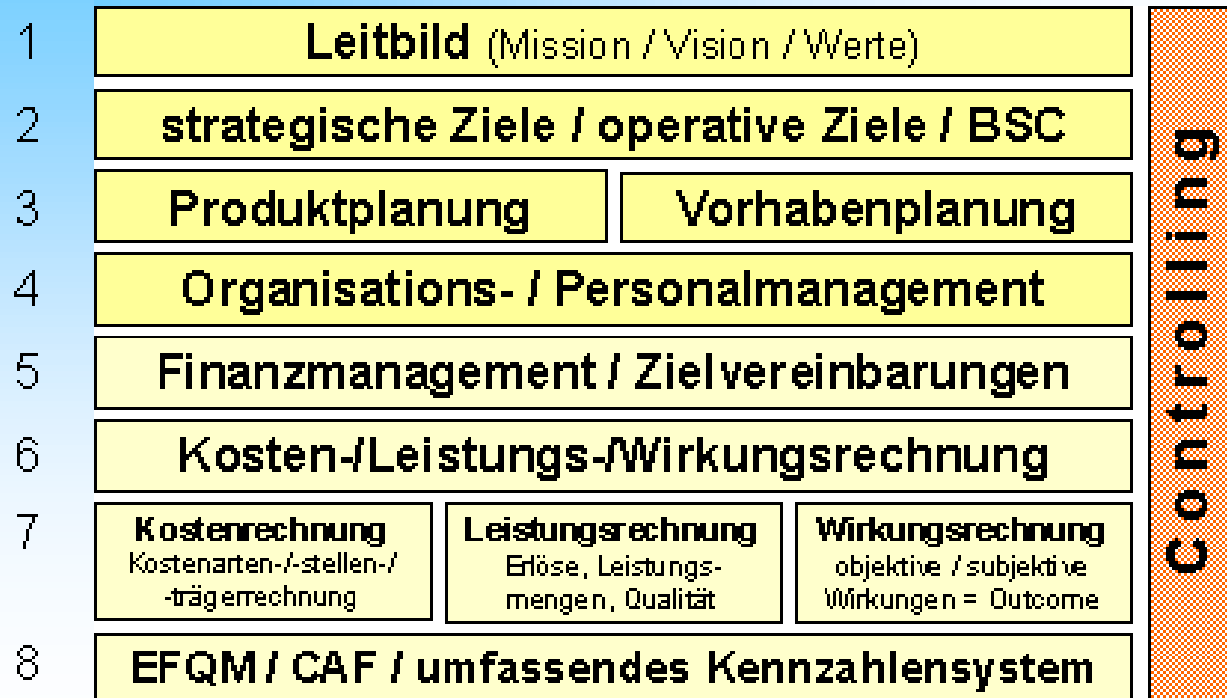 1
Leitbild (Mission / Vision / Werte)
2
strategische Ziele / operative Ziele / BSC
3
Produktplanung
Vorhabenplanung
4
Organisations- / Personalmanagement
5
Finanzmanagement / Zielvereinbarungen
6
Kosten-/Leistungs-/Wirkungsrechnung
7
Kostenrechnung
Kostenarten-/-stellen-/
-trägerrechnung
Leistungsrechnung
Erlöse, Leistungs-
mengen, Qualität
Wirkungsrechnung
objektive / subjektive
Wirkungen = Outcome
8
EFQM / CAF / umfassendes Kennzahlensystem
Controlling